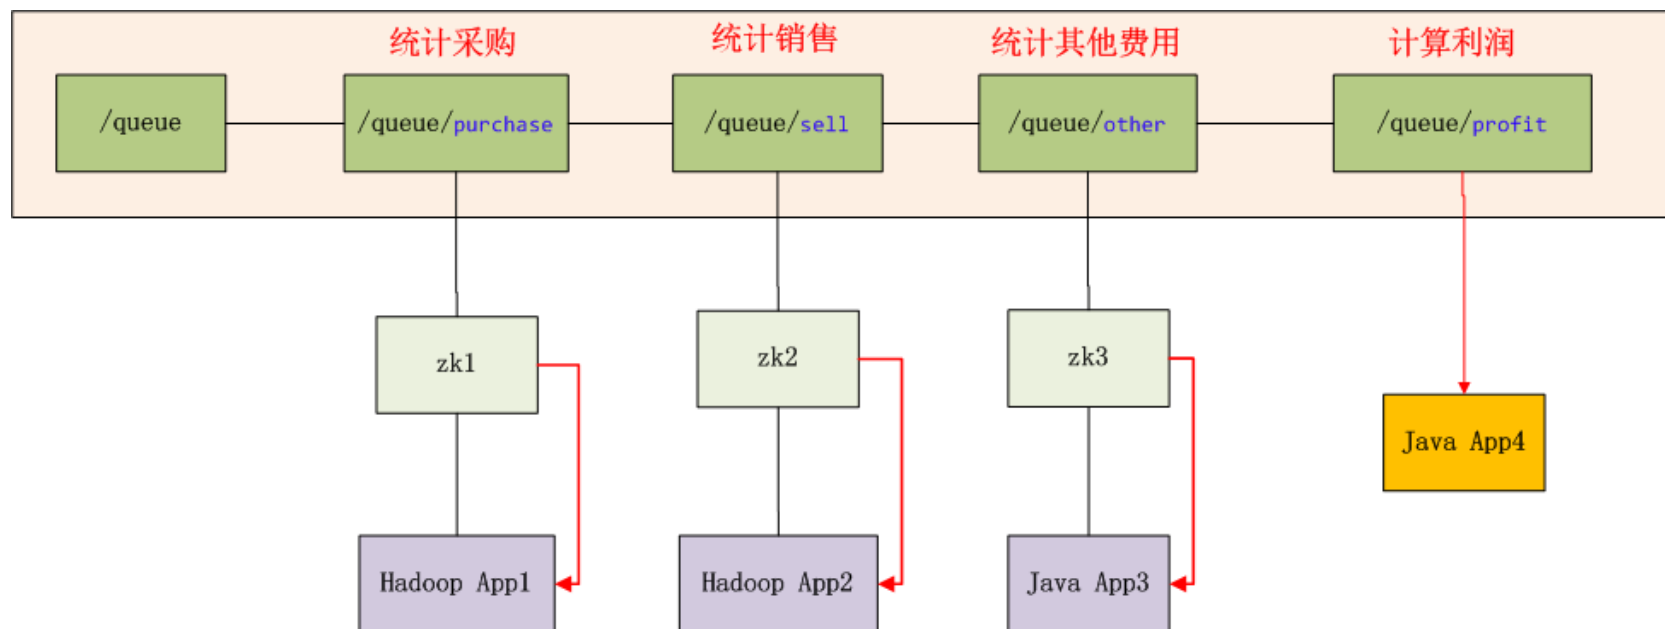 统计采购
统计销售
统计其他费用
计算利润
/queue
/queue/purchase
/queue/sell
/queue/other
/queue/profit
zk1
zk2
zk3
Java App4
Hadoop App1
Hadoop App2
Java App3